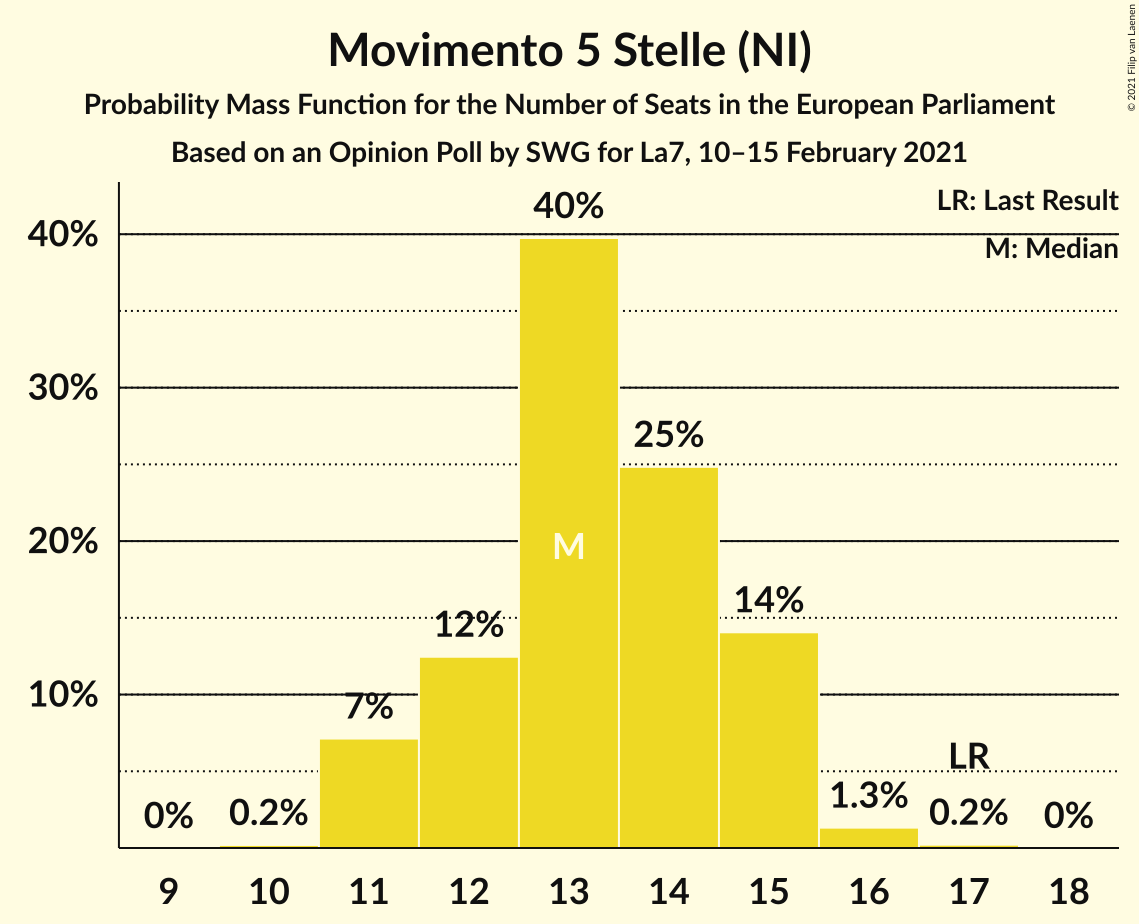 Movimento 5 Stelle (NI)
Probability Mass Function for the Number of Seats in the European Parliament
Based on an Opinion Poll by SWG for La7, 10–15 February 2021
© 2021 Filip van Laenen
LR: Last Result
M: Median
40%
30%
20%
10%
0%
0.2%
7%
12%
40%
M
25%
14%
1.3%
LR
0.2%
0%
9 10 11 12 13 14 15 16 17 18